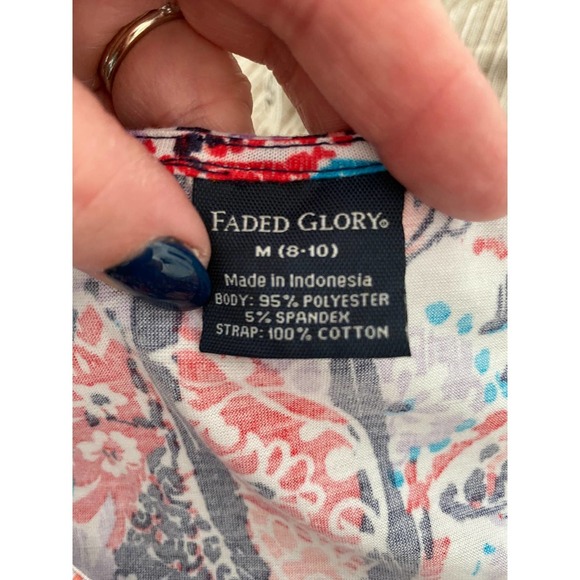 FADED GLORY®
M (8-10)
Made in Indonesia
BODY: 95% POLYESTER
5% SPANDEX
STRAP: 100% COTTON